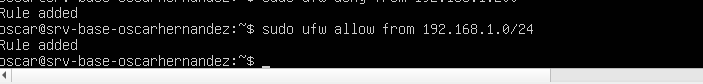 Rule added
oscar@srv-base-oscarhernandez:~$ sudo ufw allow from 192.168.1.0/24
Rule added
oscar@srv-base-oscarhernandez:~$ _